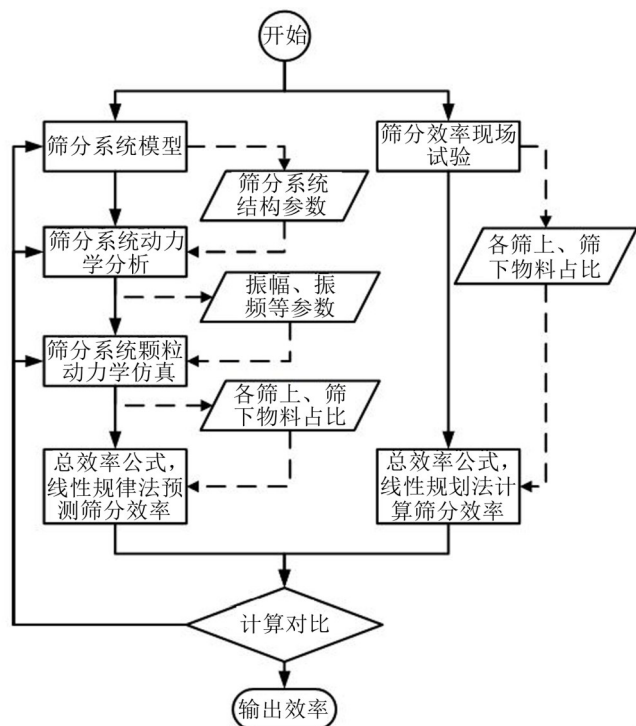 开始
筛分系统模型
筛分效率现场
试验
筛分系统
结构参数
筛分系统动力
学分析
各筛上、筛
下物料占比
振幅、振
频等参数
筛分系统颗粒
动力学仿真
各筛上、筛
下物料占比
总效率公式，
线性规律法预
测筛分效率
总效率公式，
线性规划法计
算筛分效率
计算对比
输出效率